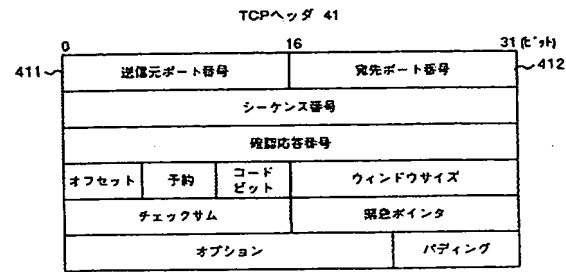 TCPヘッダ 41
0 16 31 (ビット)
411 送信元ポート番号 宛先ポート番号 412
シーケンス番号
確認応答番号
オフセット 予約 コードビット ウィンドウサイズ
チェックサム 緊急ポインタ
オプション パディング